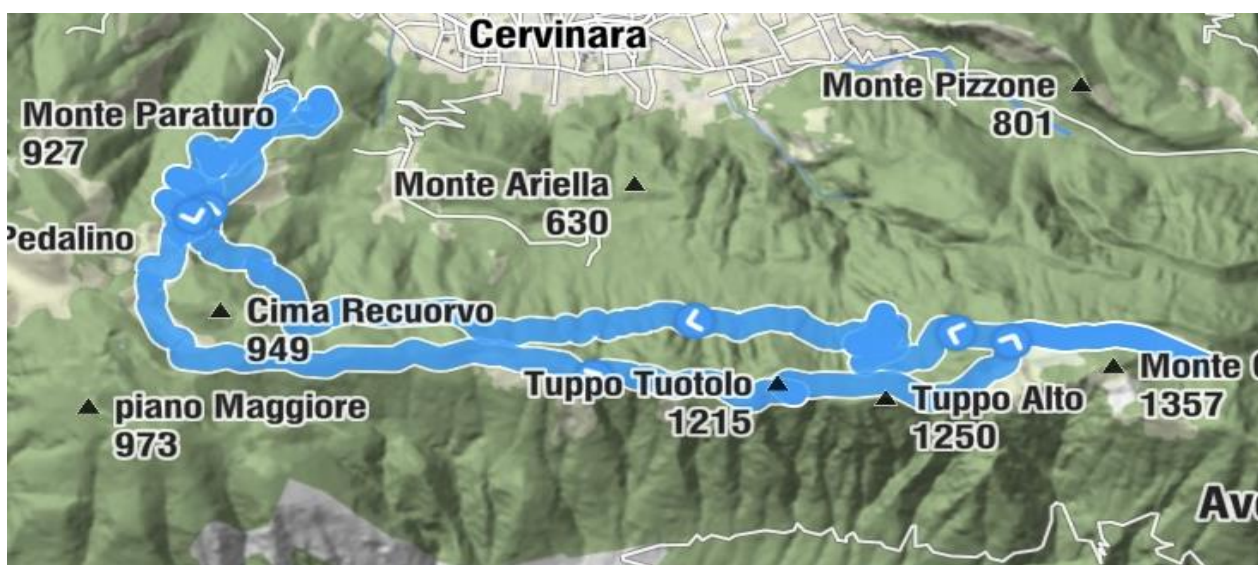 Cervinara
Monte Pizzone
801
Monte Paraturo
927
Monte Ariella
630
Pedalino
Cima Recuorvo
949
Tuppo Tuotolo
1215
Monte
1357
piano Maggiore
973
Tuppo Alto
1250